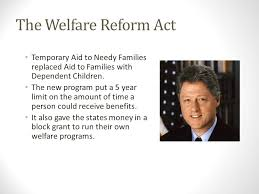 The Welfare Reform Act
• Temporary Aid to Needy Families
replaced Aid to Families with
Dependent Children.
• The new program put a 5 year
limit on the amount of time a
person could receive benefits.
• It also gave the states money in a
block grant to run their own
welfare programs.